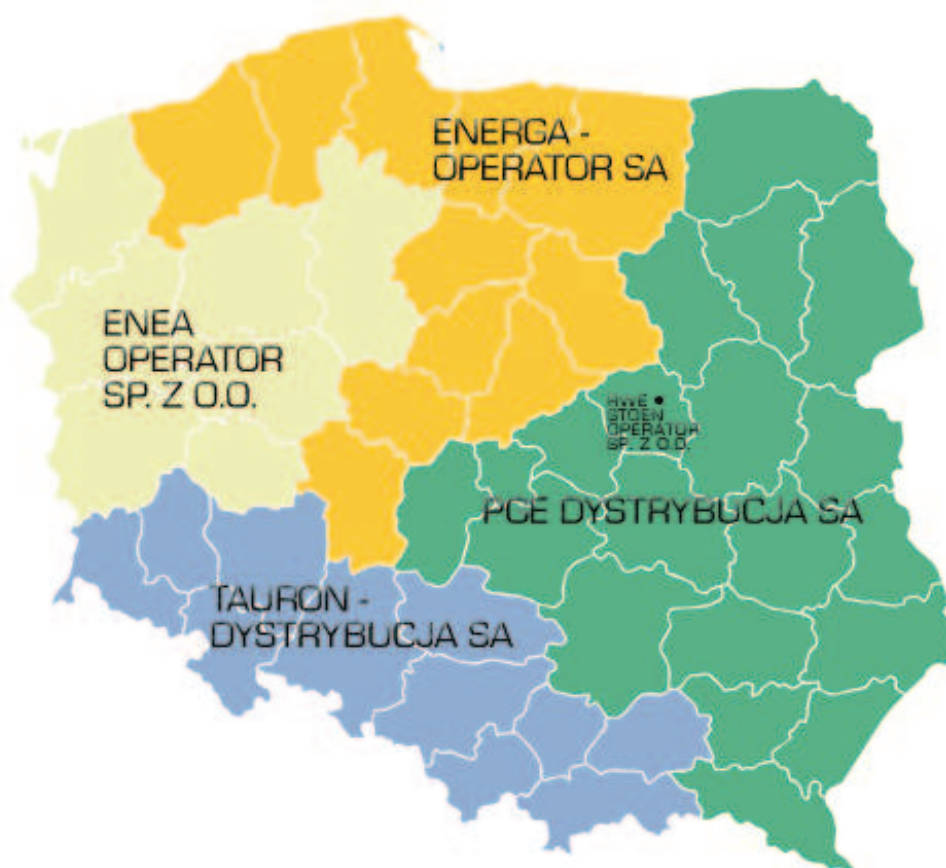 ENERGA -
OPERATOR SA
ENEA
OPERATOR
SP. Z O.O.
RWE
STOEN
OPERATOR
SP. Z O.O.
PGE DYSTRYBUCJA SA
TAURON -
DYSTRYBUCJA SA